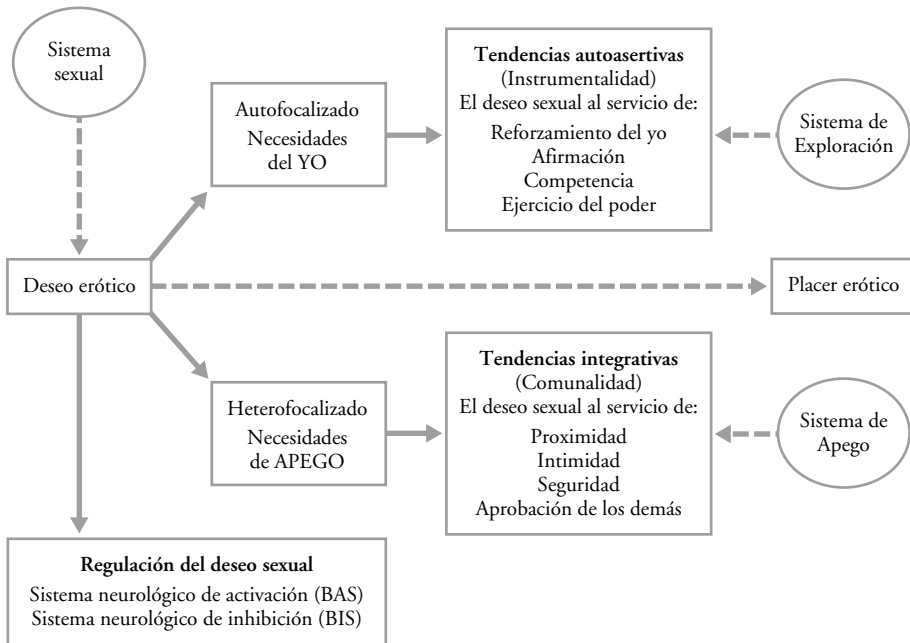 Sistema
sexual
Autofocalizado
Necesidades
del YO
Tendencias autoasertivas
(Instrumentalidad)
El deseo sexual al servicio de:
Reforzamiento del yo
Afirmación
Competencia
Ejercicio del poder
Sistema de
Exploración
Deseo erótico
Placer erótico
Heterofocalizado
Necesidades
de APEGO
Tendencias integrativas
(Comunalidad)
El deseo sexual al servicio de:
Proximidad
Intimidad
Seguridad
Aprobación de los demás
Sistema de
Apego
Regulación del deseo sexual
Sistema neurológico de activación (BAS)
Sistema neurológico de inhibición (BIS)